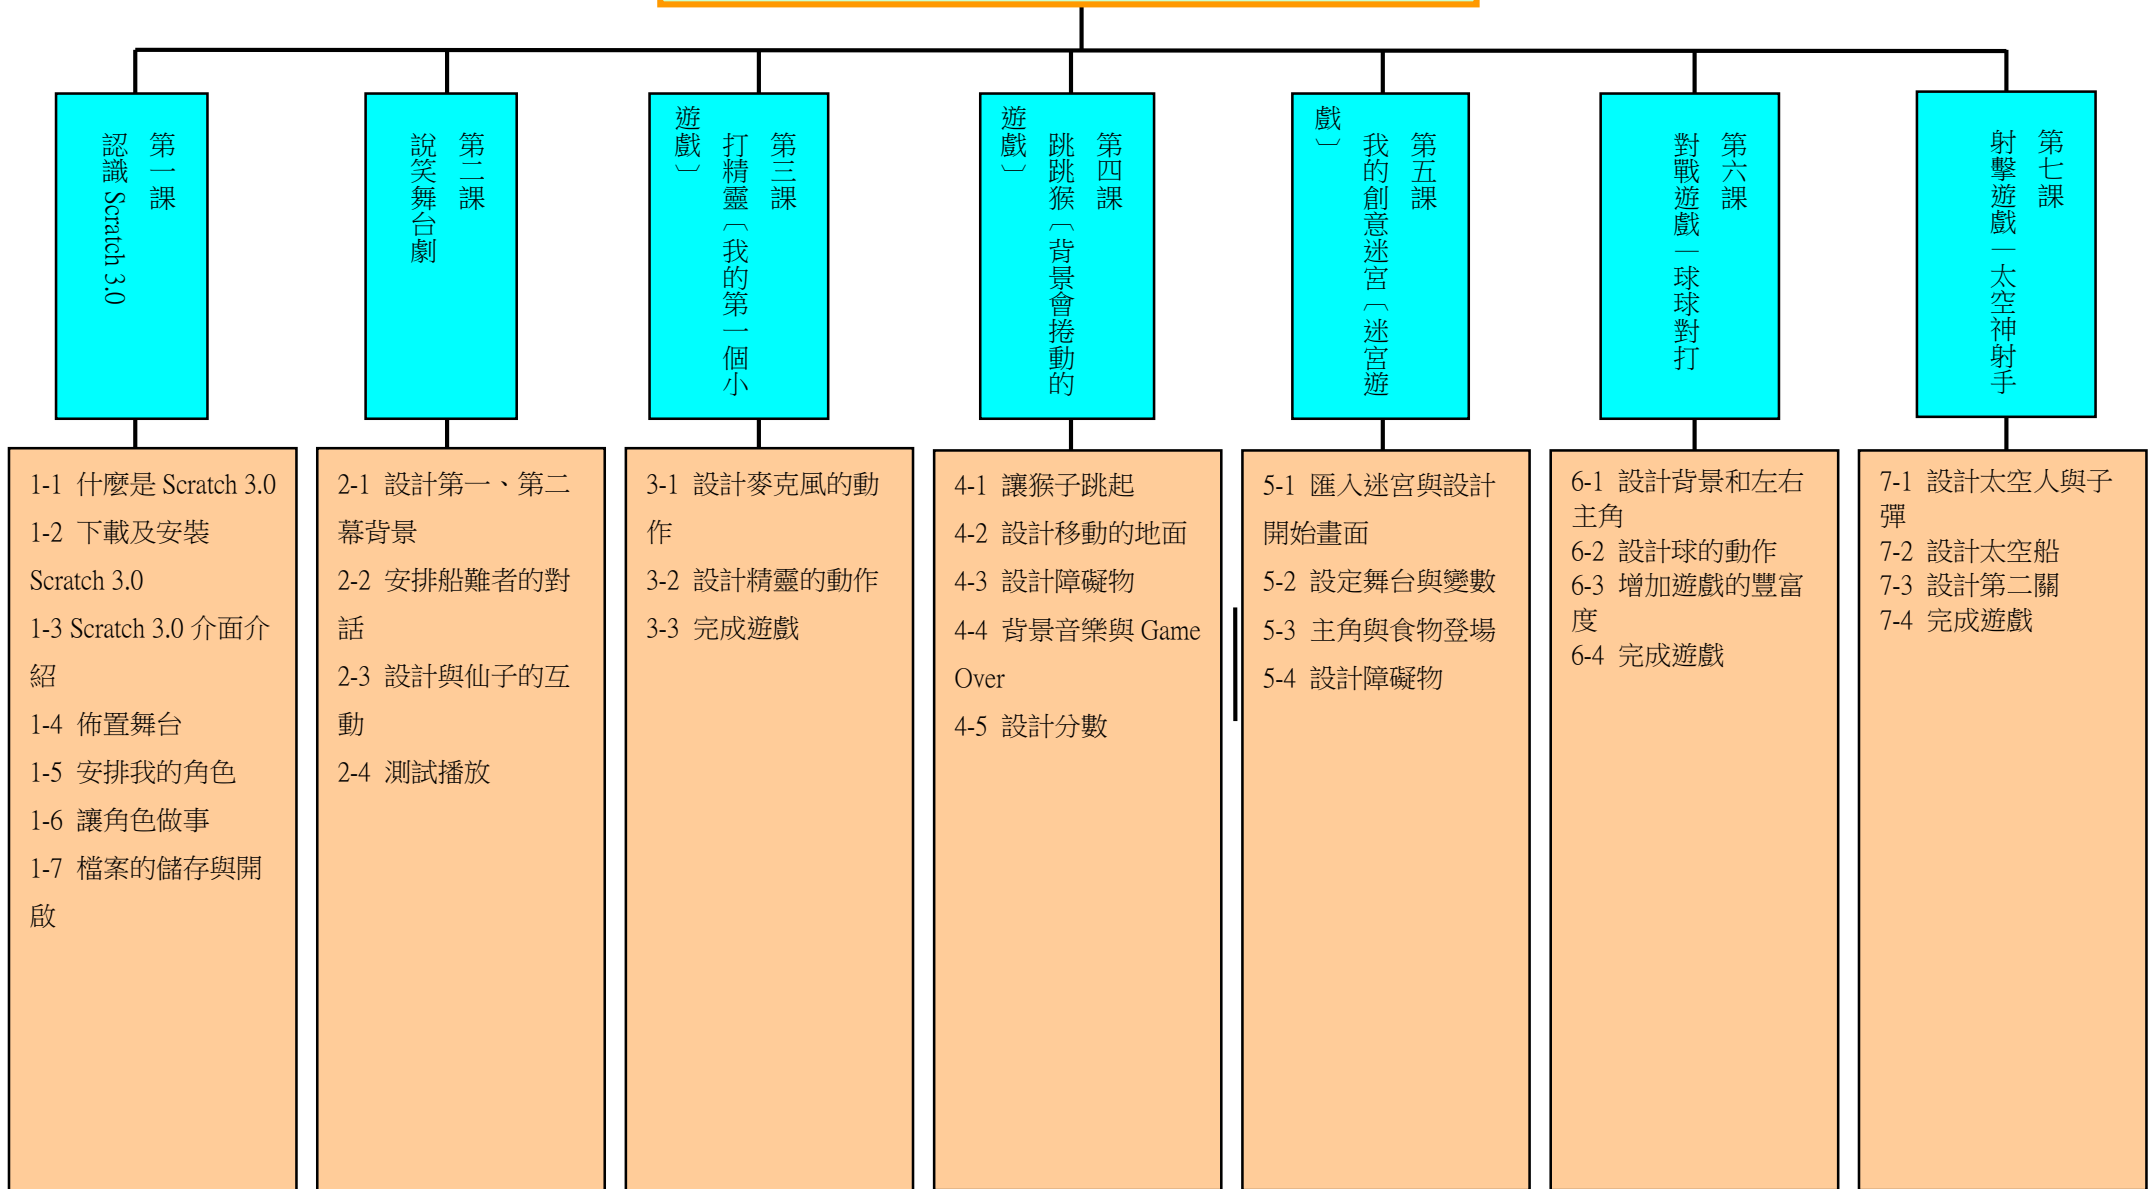 第一課
認識 Scratch 3.0
第二課
說笑舞台劇
第三課
打精靈〔我的第一個小
遊戲〕
第四課
跳跳猴〔背景會捲動的
遊戲〕
第五課
我的創意迷宮〔迷宮遊
戲〕
第六課
對戰遊戲—球球對打
第七課
射擊遊戲—太空神射手
1-1 什麼是 Scratch 3.0
1-2 下載及安裝
Scratch 3.0
1-3 Scratch 3.0 介面介
紹
1-4 佈置舞台
1-5 安排我的角色
1-6 讓角色做事
1-7 檔案的儲存與開
啟
2-1 設計第一、第二
幕背景
2-2 安排船難者的對
話
2-3 設計與仙子的互
動
2-4 測試播放
3-1 設計麥克風的動
作
3-2 設計精靈的動作
3-3 完成遊戲
4-1 讓猴子跳起
4-2 設計移動的地面
4-3 設計障礙物
4-4 背景音樂與 Game
Over
4-5 設計分數
5-1 匯入迷宮與設計
開始畫面
5-2 設定舞台與變數
5-3 主角與食物登場
5-4 設計障礙物
6-1 設計背景和左右
主角
6-2 設計球的動作
6-3 增加遊戲的豐富
度
6-4 完成遊戲
7-1 設計太空人與子
彈
7-2 設計太空船
7-3 設計第二關
7-4 完成遊戲